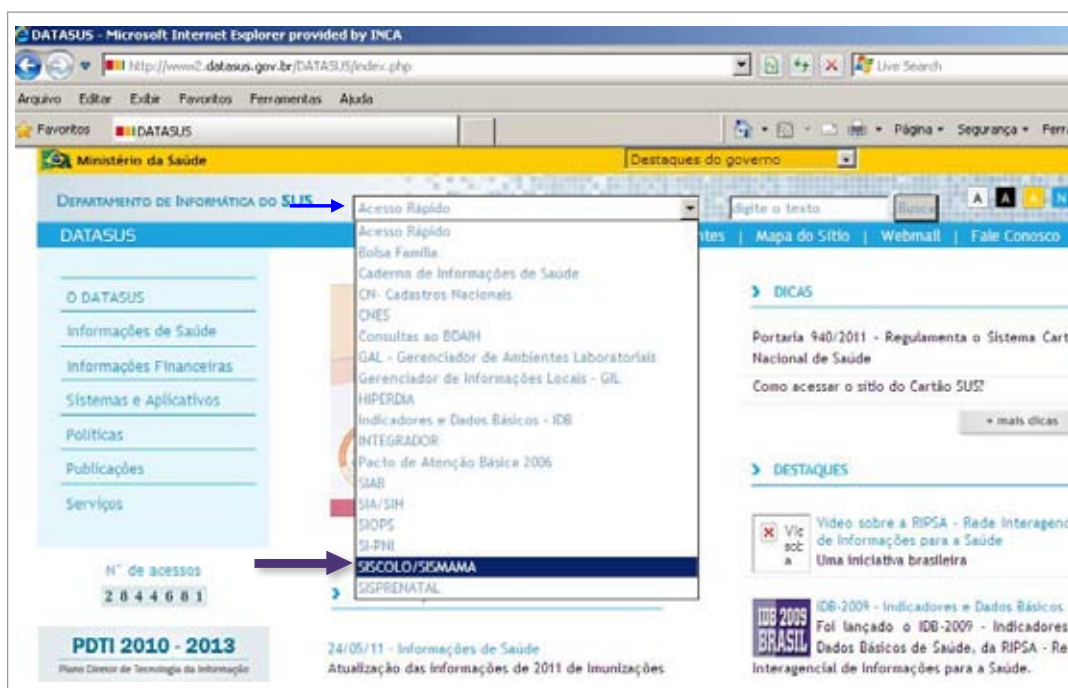 DATASUS - Microsoft Internet Explorer provided by INCA
http://www2.datasus.gov.br/DATASUS/index.php
Live Search
Arquivo Editar Exibir Favoritos Ferramentas Ajuda
Favoritos DATASUS
Página Segurança Ferr
Ministério da Saúde
Destaques do governo
DEPARTAMENTO DE INFORMÁTICA DO SUS
Acesso Rápido
digite o texto
Busca
A A N
DATASUS
ntes | Mapa do Sítio | Webmail | Fale Conosco
O DATASUS
Informações de Saúde
Informações Financeiras
Sistemas e Aplicativos
Políticas
Publicações
Serviços
N° de acessos
2844681
PDTI 2010 - 2013
Plano Diretor de Tecnologia da Informação
Acesso Rápido
Bolsa Família
Caderno de Informações de Saúde
CN- Cadastros Nacionais
CNES
Consultas ao BDAIH
GAL - Gerenciador de Ambientes Laboratoriais
Gerenciador de Informações Locais - GIL
HIPERDIA
Indicadores e Dados Básicos - IDB
INTEGRADOR
Pacto de Atenção Básica 2006
SIAB
SIA/SIH
SIOPS
SI-PNI
SISCOLO/SISMAMA
SISPRENATAL
24/05/11 - Informações de Saúde
Atualização das informações de 2011 de Imunizações
DICAS
Portaria 940/2011 - Regulamenta o Sistema Cart
Nacional de Saúde
Como acessar o sítio do Cartão SUS?
+ mais dicas
DESTAQUES
Vídeo sobre a RIPSA - Rede Interagenc
de Informações para a Saúde
Uma iniciativa brasileira
IDB 2009
BRASIL
IDB-2009 - Indicadores e Dados Básicos
Foi lançado o IDB-2009 - Indicadores
Dados Básicos de Saúde, da RIPSA - Re
Interagencial de Informações para a Saúde.